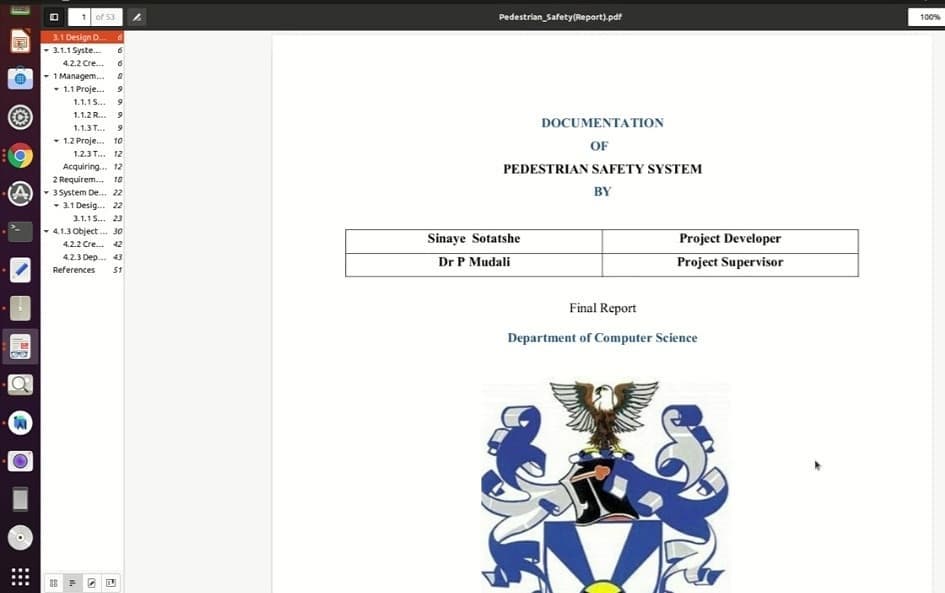 1 of 53
Pedestrian_Safety(Report).pdf
100%
3.1 Design D... 6
3.1.1 Syste... 6
4.2.2 Cre... 6
1 Managem... 8
1.1 Proje... 9
1.1.1 S... 9
1.1.2 R... 9
1.1.3 T... 9
1.2 Proje... 10
1.2.3 T... 12
Acquiring... 12
2 Requirem... 18
3 System De... 22
3.1 Desig... 22
3.1.1 S... 23
4.1.3 Object ... 30
4.2.2 Cre... 42
4.2.3 Dep... 43
References 51
DOCUMENTATION
OF
PEDESTRIAN SAFETY SYSTEM
BY
Sinaye Sotatshe Project Developer
Dr P Mudali Project Supervisor
Final Report
Department of Computer Science